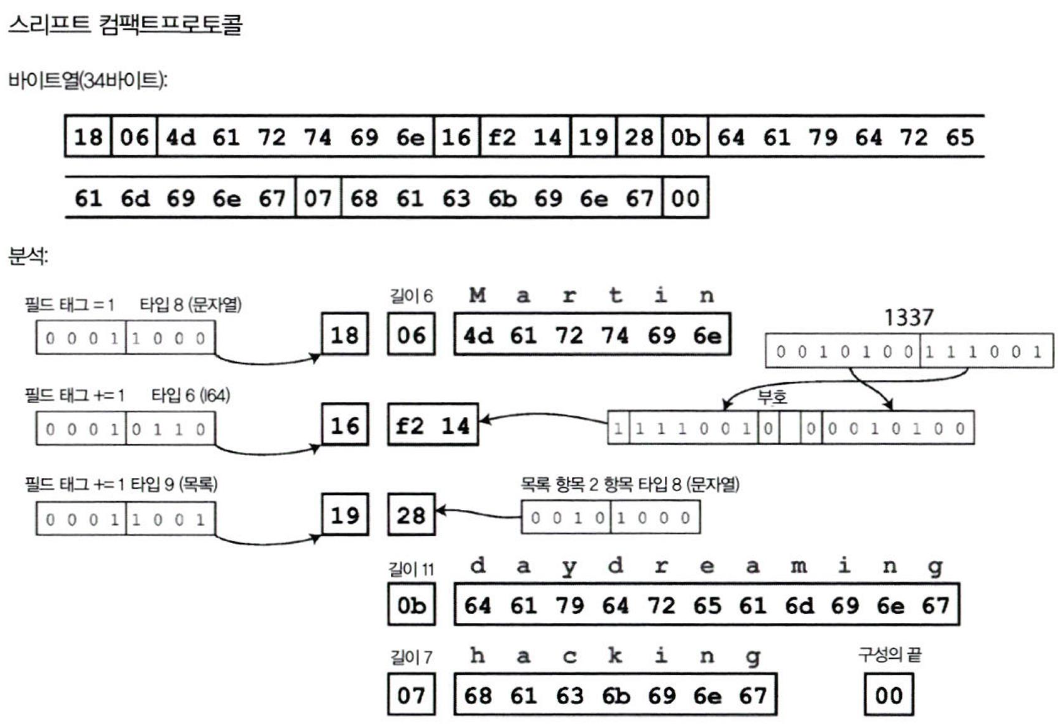 스리프트 컴팩트프로토콜
바이트열(34바이트):
18 06 4d 61 72 74 69 6e 16 f2 14 19 28 0b 64 61 79 64 72 65
61 6d 69 6e 67 07 68 61 63 6b 69 6e 67 00
분석:
필드 태그 = 1 타입 8 (문자열) 길이 6 M a r t i n
0 0 0 1 1 0 0 0 18 06 4d 61 72 74 69 6e
1337
0 0 1 0 1 0 0 1 1 1 0 0 1
필드 태그 += 1 타입 6 (I64) 부호
0 0 0 1 0 1 1 0 16 f2 14 1 1 1 1 0 0 1 0 0 0 0 1 0 1 0 0
필드 태그 += 1 타입 9 (목록) 목록 항목 2 항목 타입 8 (문자열)
0 0 0 1 1 0 0 1 19 28 0 0 1 0 1 0 0 0
길이 11 d a y d r e a m i n g
0b 64 61 79 64 72 65 61 6d 69 6e 67
길이 7 h a c k i n g 구성의 끝
07 68 61 63 6b 69 6e 67 00